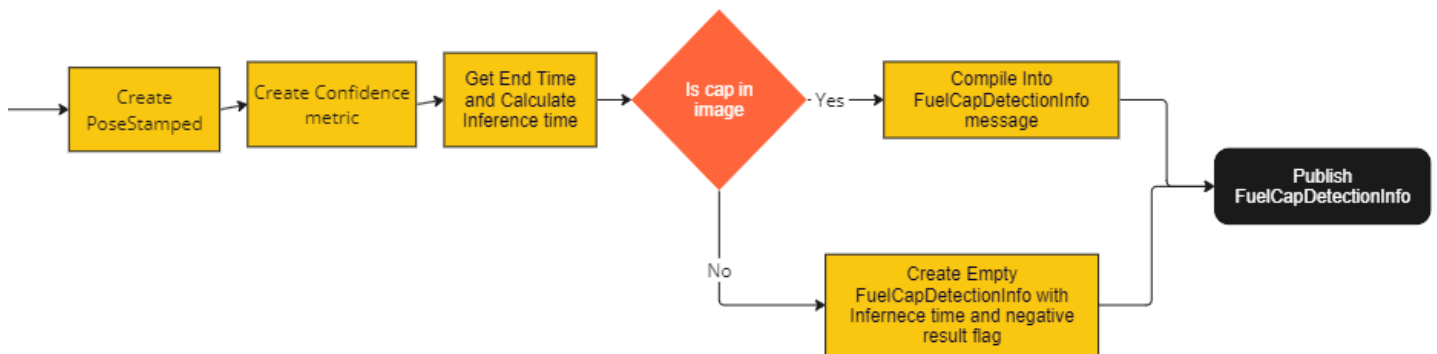 Create
PoseStamped
Create Confidence
metric
Get End Time
and Calculate
Inference time
Is cap in
image
Yes
Compile Into
FuelCapDetectionInfo
message
Publish
FuelCapDetectionInfo
No
Create Empty
FuelCapDetectionInfo with
Infernece time and negative
result flag